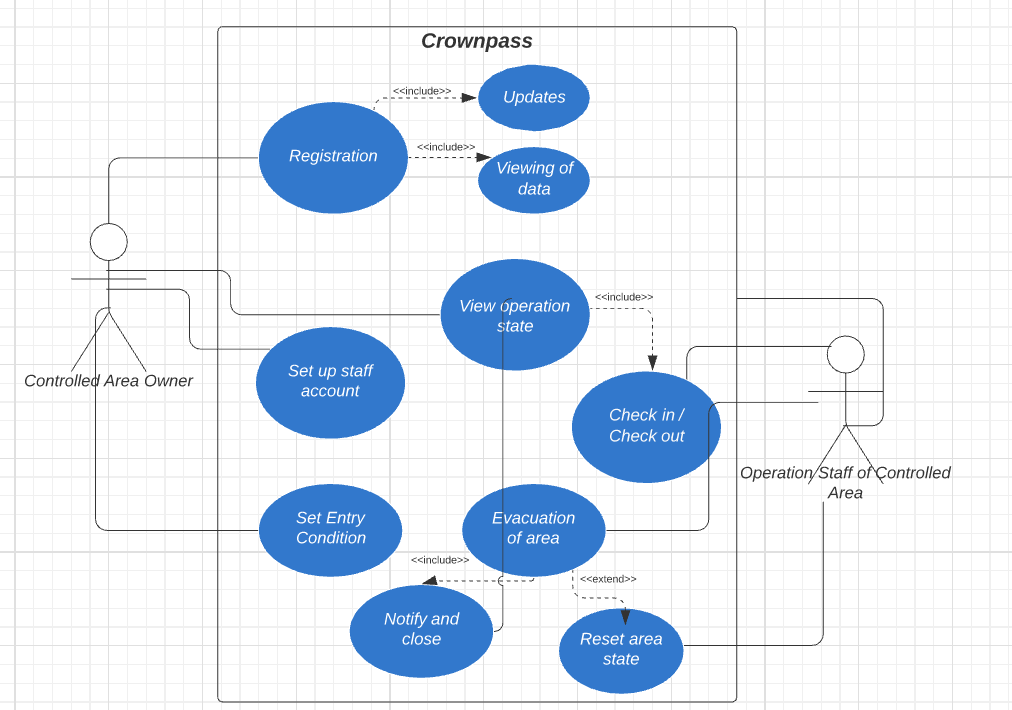 Crownpass
<<include>>
Updates
Registration
<<include>>
Viewing of
data
View operation
state
<<include>>
Set up staff
account
Controlled Area Owner
Check in /
Check out
Operation Staff of Controlled
Area
Set Entry
Condition
Evacuation
of area
<<include>>
<<extend>>
Notify and
close
Reset area
state